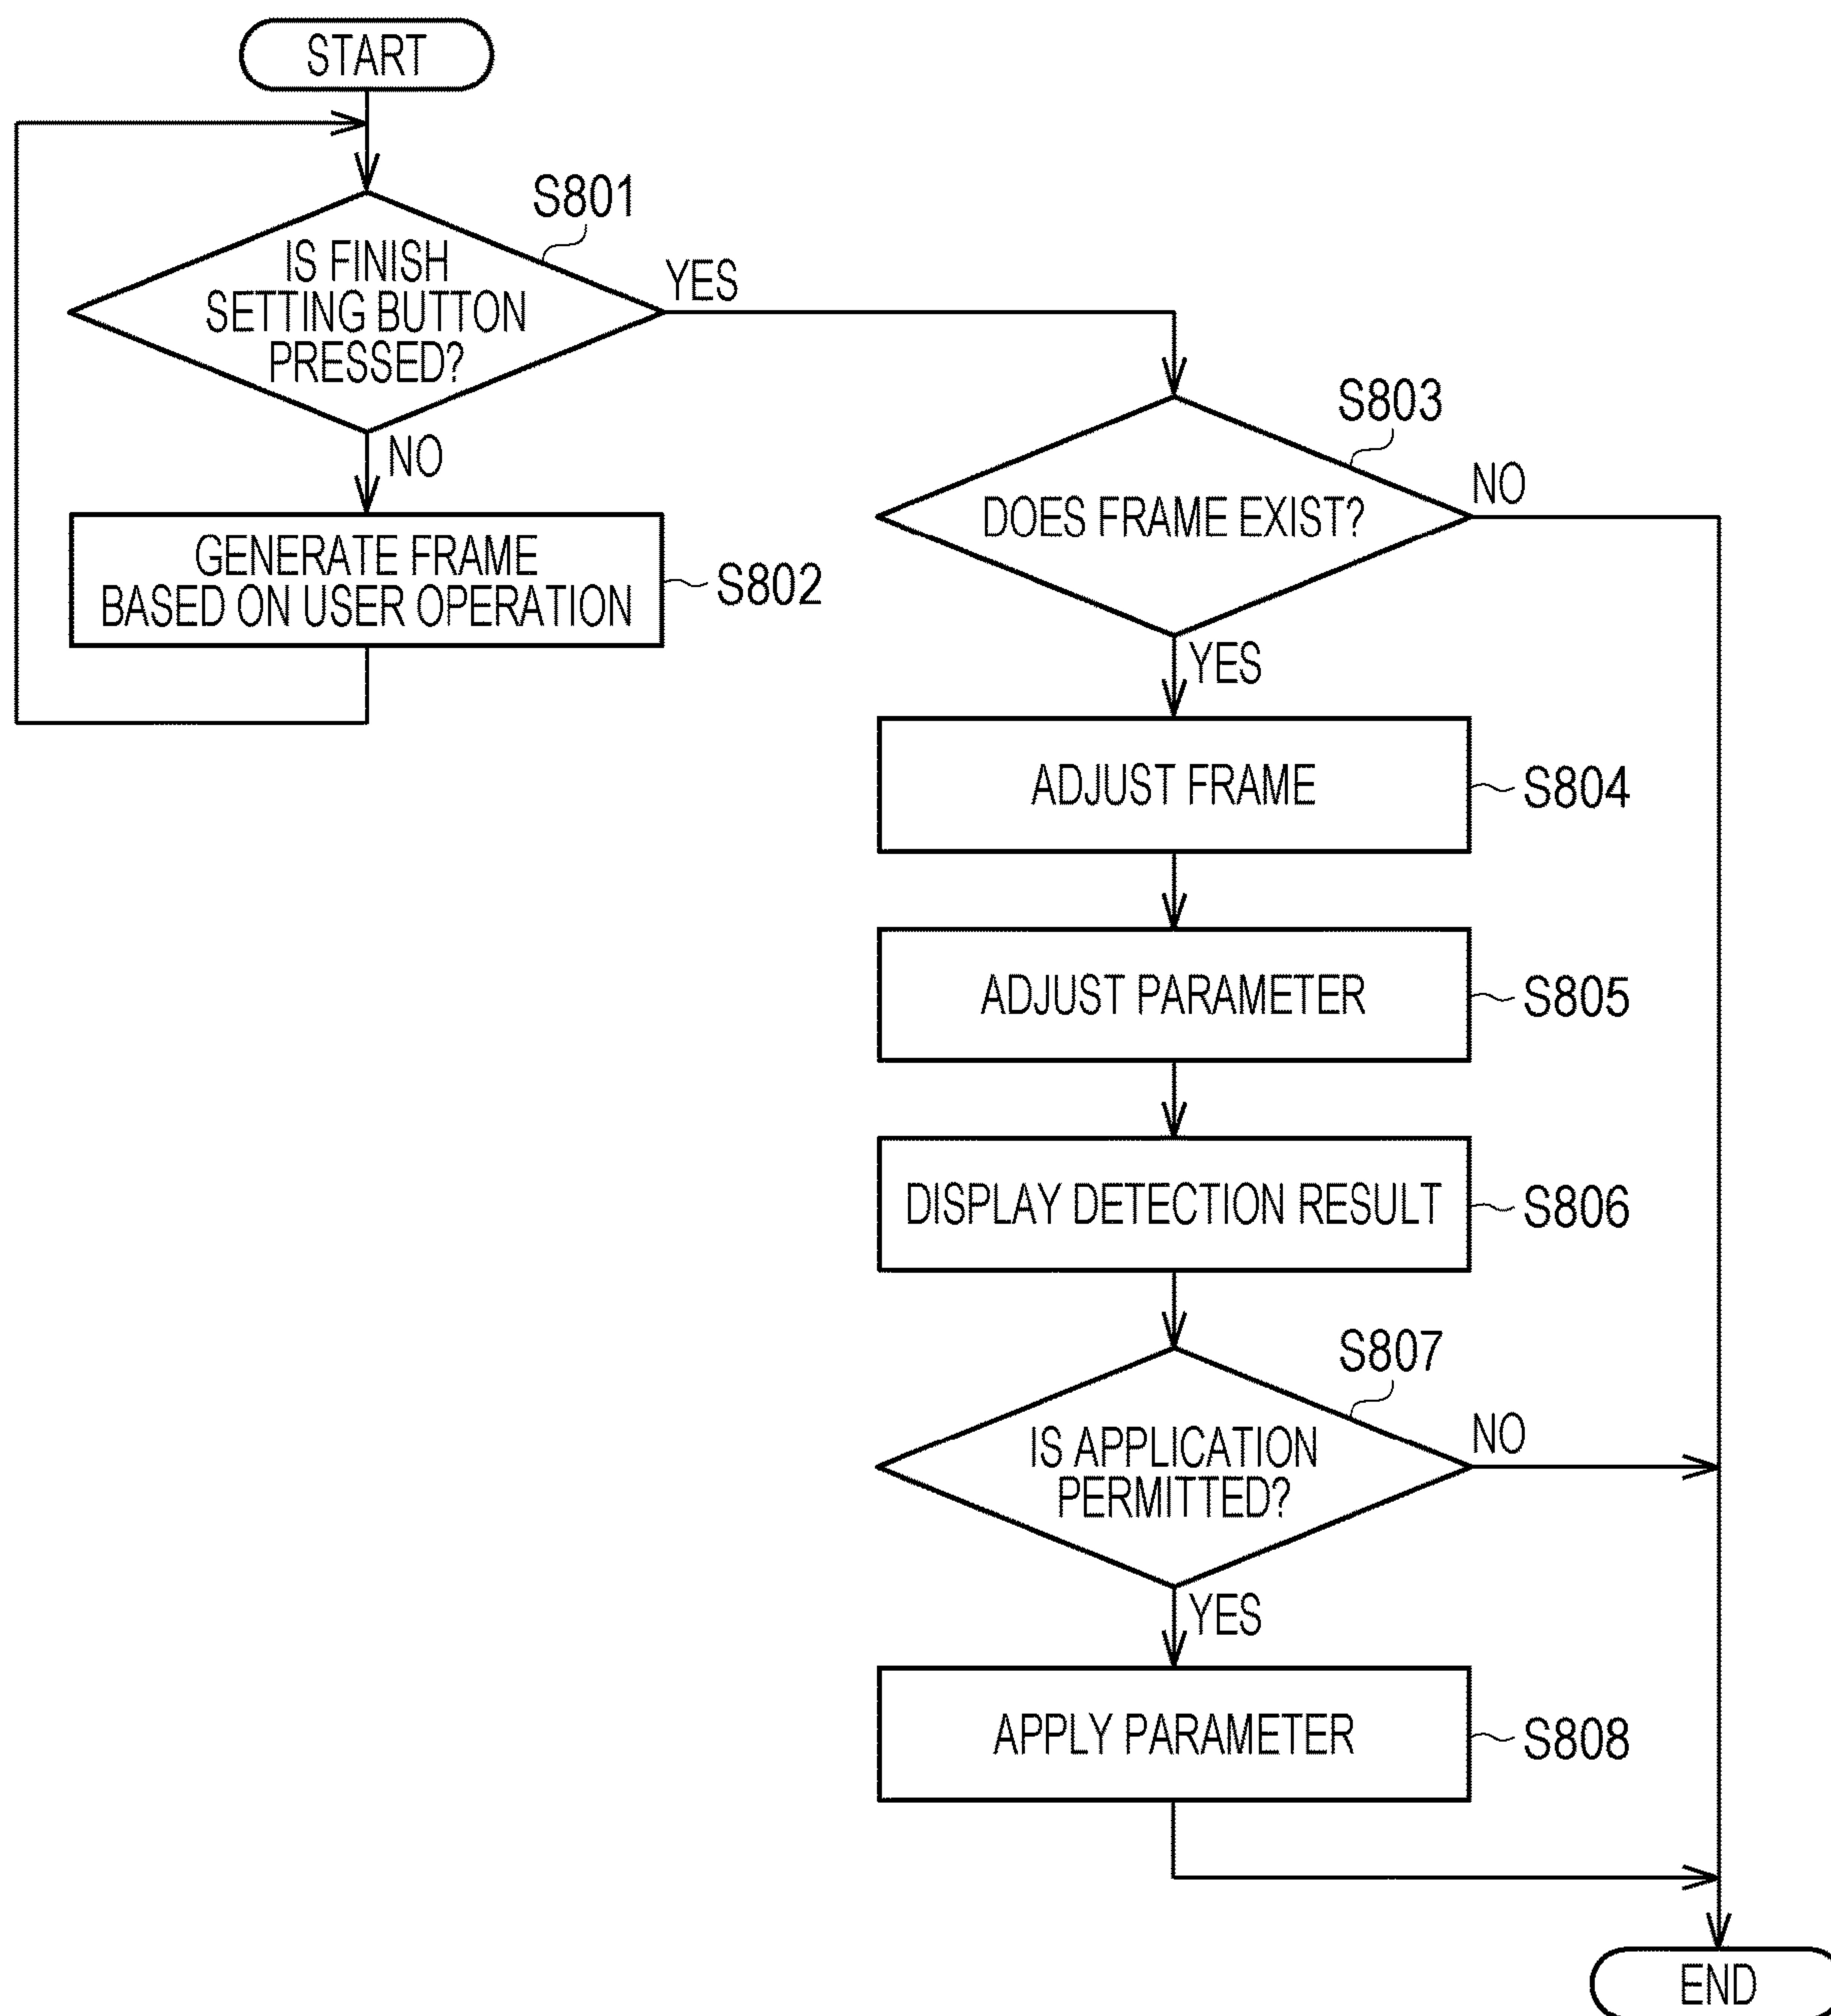 START
S801
IS FINISH
SETTING BUTTON
PRESSED?
YES
NO
GENERATE FRAME
BASED ON USER OPERATION
S802
S803
DOES FRAME EXIST?
NO
YES
ADJUST FRAME
S804
ADJUST PARAMETER
S805
DISPLAY DETECTION RESULT
S806
S807
IS APPLICATION
PERMITTED?
NO
YES
APPLY PARAMETER
S808
END